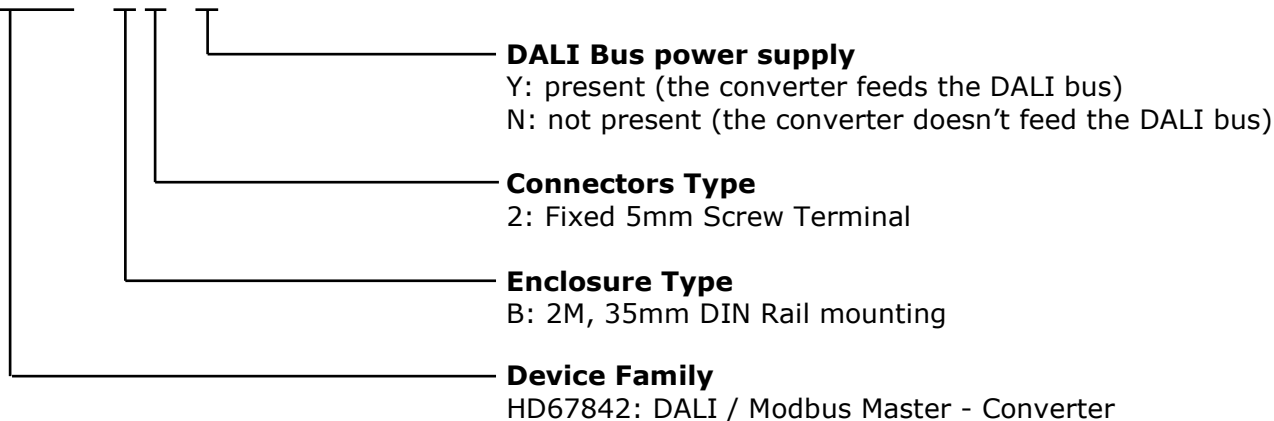 DALI Bus power supply
Y: present (the converter feeds the DALI bus)
N: not present (the converter doesn’t feed the DALI bus)
Connectors Type
2: Fixed 5mm Screw Terminal
Enclosure Type
B: 2M, 35mm DIN Rail mounting
Device Family
HD67842: DALI / Modbus Master - Converter